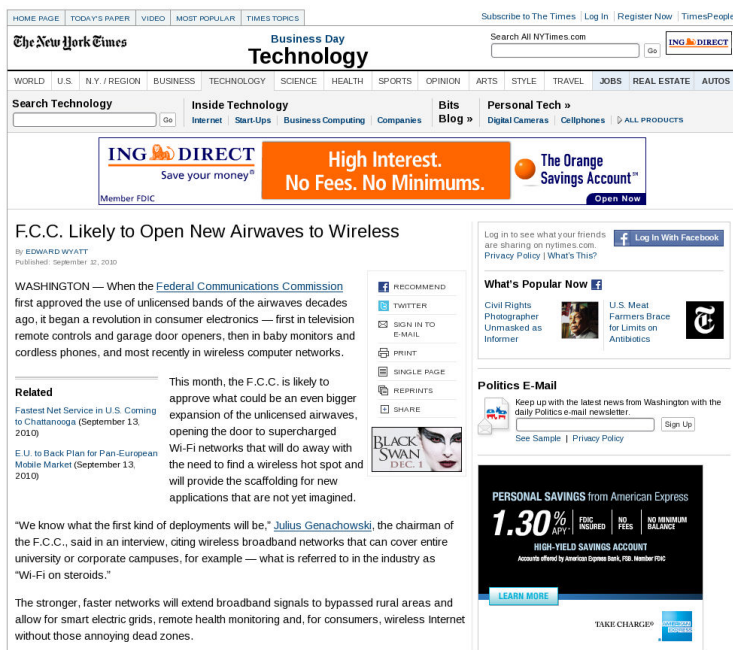 HOME PAGE TODAY'S PAPER VIDEO MOST POPULAR TIMES TOPICS
Subscribe to The Times Log In Register Now TimesPeople
The New York Times
Business Day
Technology
Search All NYTimes.com
Go
ING DIRECT
WORLD U.S. N.Y. / REGION BUSINESS TECHNOLOGY SCIENCE HEALTH SPORTS OPINION ARTS STYLE TRAVEL JOBS REAL ESTATE AUTOS
Search Technology
Go
Inside Technology
Internet Start-Ups Business Computing Companies
Bits
Blog »
Personal Tech »
Digital Cameras Cellphones ALL PRODUCTS
ING DIRECT
Save your money®
Member FDIC
High Interest.
No Fees. No Minimums.
The Orange
Savings Account℠
Open Now
F.C.C. Likely to Open New Airwaves to Wireless
By EDWARD WYATT
Published: September 12, 2010
WASHINGTON — When the Federal Communications Commission
first approved the use of unlicensed bands of the airwaves decades
ago, it began a revolution in consumer electronics — first in television
remote controls and garage door openers, then in baby monitors and
cordless phones, and most recently in wireless computer networks.
RECOMMEND
TWITTER
SIGN IN TO
E-MAIL
PRINT
SINGLE PAGE
REPRINTS
SHARE
BLACK
SWAN
DEC. 1
Related
Fastest Net Service in U.S. Coming
to Chattanooga (September 13,
2010)
E.U. to Back Plan for Pan-European
Mobile Market (September 13,
2010)
This month, the F.C.C. is likely to
approve what could be an even bigger
expansion of the unlicensed airwaves,
opening the door to supercharged
Wi-Fi networks that will do away with
the need to find a wireless hot spot and
will provide the scaffolding for new
applications that are not yet imagined.
“We know what the first kind of deployments will be,” Julius Genachowski, the chairman of
the F.C.C., said in an interview, citing wireless broadband networks that can cover entire
university or corporate campuses, for example — what is referred to in the industry as
“Wi-Fi on steroids.”
The stronger, faster networks will extend broadband signals to bypassed rural areas and
allow for smart electric grids, remote health monitoring and, for consumers, wireless Internet
without those annoying dead zones.
Log in to see what your friends
are sharing on nytimes.com.
Privacy Policy | What's This?
Log In With Facebook
What's Popular Now
Civil Rights
Photographer
Unmasked as
Informer
U.S. Meat
Farmers Brace
for Limits on
Antibiotics
Politics E-Mail
Keep up with the latest news from Washington with the
daily Politics e-mail newsletter.
Sign Up
See Sample | Privacy Policy
PERSONAL SAVINGS from American Express
1.30% APY*
FDIC
INSURED
NO
FEES
NO MINIMUM
BALANCE
HIGH-YIELD SAVINGS ACCOUNT
Accounts offered by American Express Bank, FSB. Member FDIC
LEARN MORE
TAKE CHARGE®
AMERICAN
EXPRESS